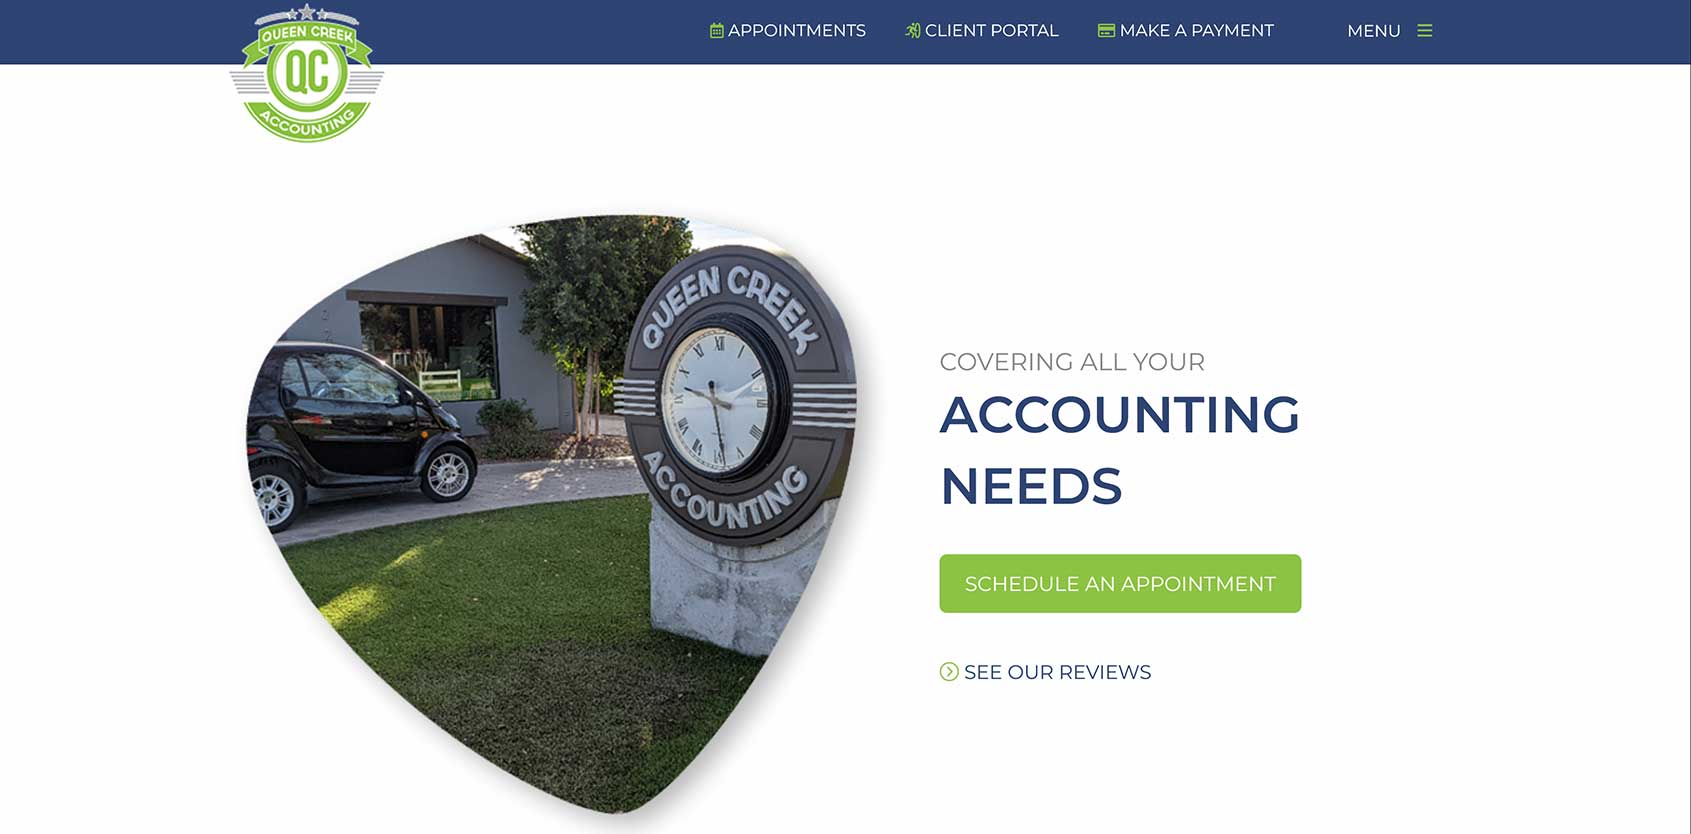 QUEEN CREEK
QC
ACCOUNTING
APPOINTMENTS
CLIENT PORTAL
MAKE A PAYMENT
MENU
QUEEN CREEK
XII
ACCOUNTING
COVERING ALL YOUR
ACCOUNTING
NEEDS
SCHEDULE AN APPOINTMENT
SEE OUR REVIEWS